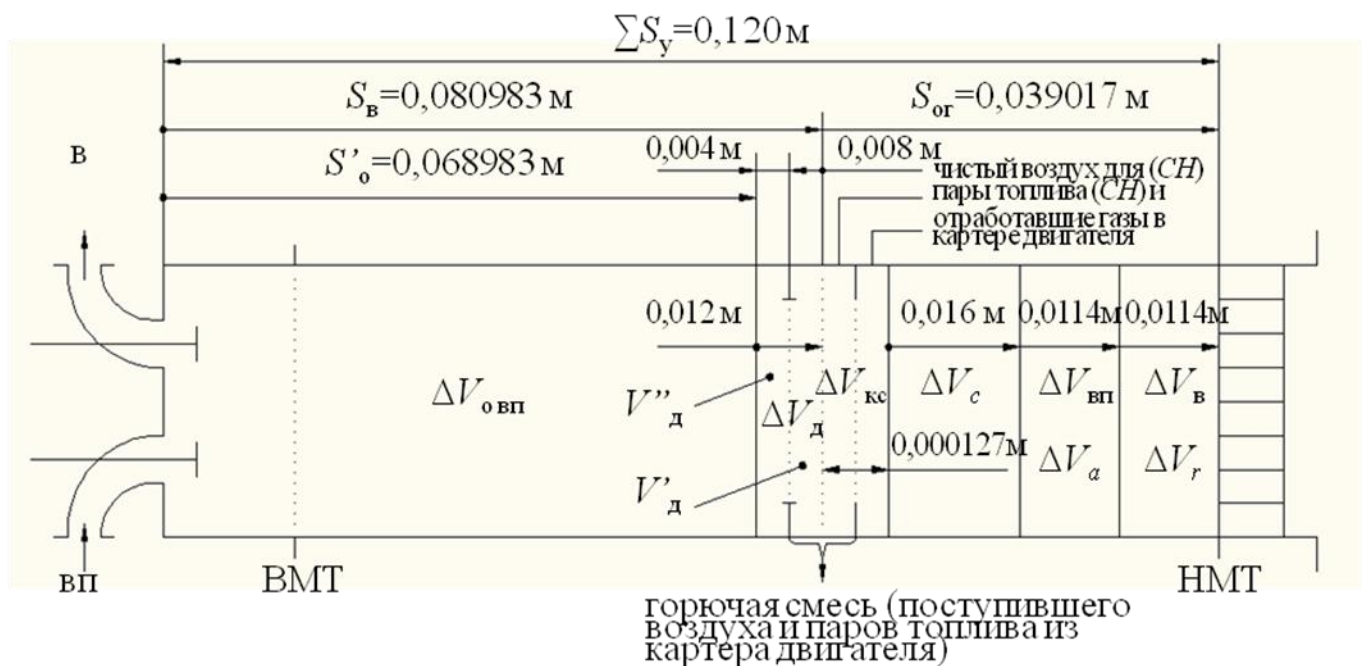 ∑Sу=0,120 м
Sв=0,080983 м
Sог=0,039017 м
в
S’о=0,068983 м
0,004 м
0,008 м
чистый воздух для (CH)
пары топлива (CH) и
отработавшие газы в
картере двигателя
0,012 м
0,016 м
0,0114м
0,0114м
ΔVо вп
V”д
ΔVд
ΔVкс
ΔVc
ΔVвп
ΔVв
0,000127м
V’д
ΔVa
ΔVr
вп
ВМТ
НМТ
горючая смесь (поступившего
воздуха и паров топлива из
картера двигателя)